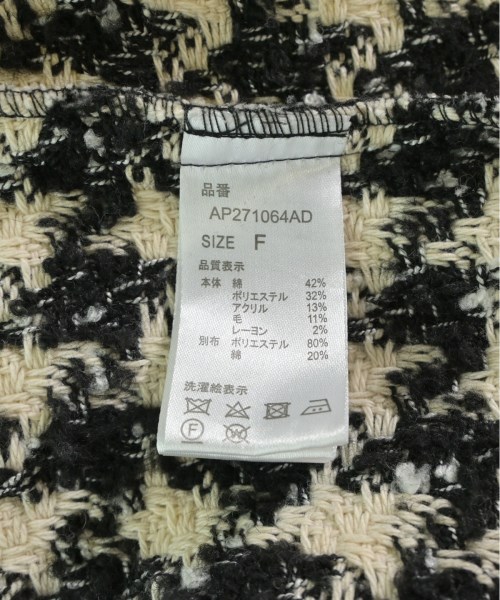 品番
AP271064AD
SIZE F
品質表示
本体 綿 42%
ポリエステル 32%
アクリル 13%
毛 11%
レーヨン 2%
別布 ポリエステル 80%
綿 20%
洗濯絵表示
F W